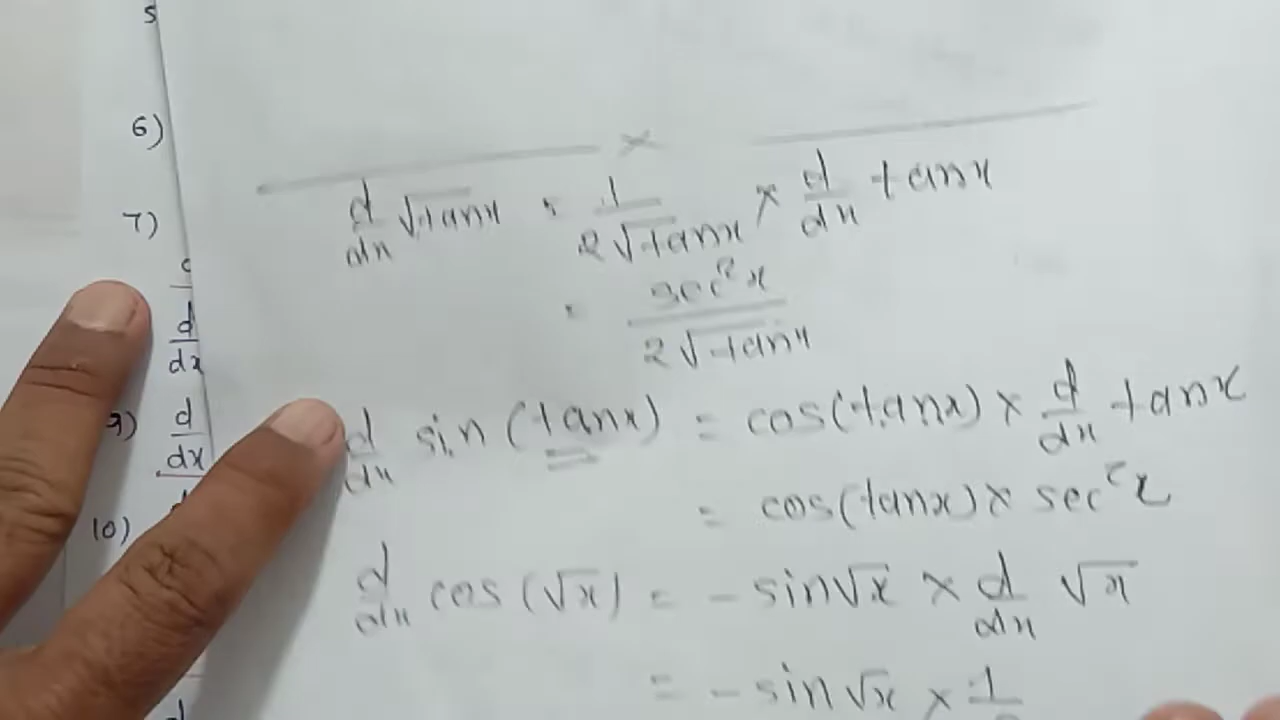 5
6)
7)
d/dx √tanx = 1/2√tanx × d/dx tanx
= sec²x/2√tanx
d/dx
9) d/dx
d/dx sin(tanx) = cos(tanx) × d/dx tanx
= cos(tanx) × sec²x
10)
d/dx cos(√x) = -sin√x × d/dx √x
= -sin√x × 1